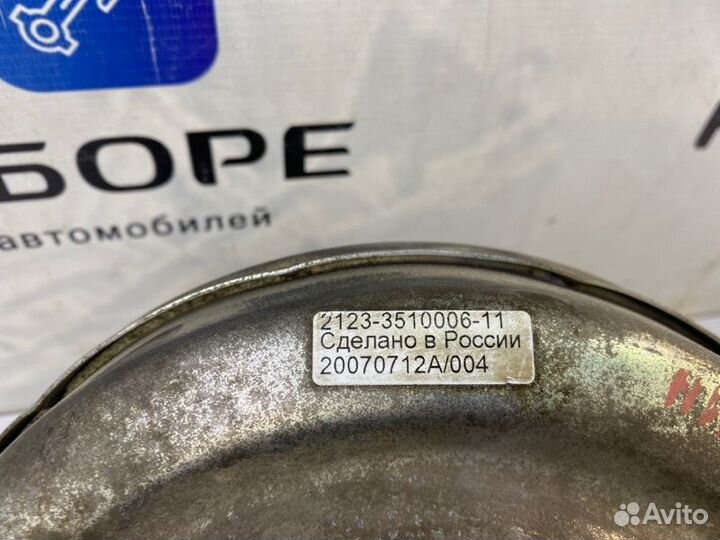 БОРЕ
автомобилей
2123-3510006-11
Сделано в России
20070712A/004
Avito